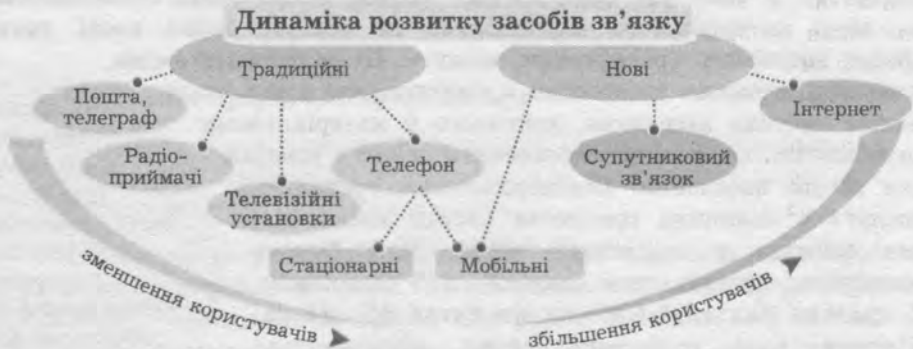 Динаміка розвитку засобів зв’язку
Традиційні
Нові
Пошта,
телеграф
Інтернет
Радіо-
приймачі
Телефон
Супутниковий
зв’язок
Телевізійні
установки
Стаціонарні
Мобільні
зменшення користувачів
збільшення користувачів